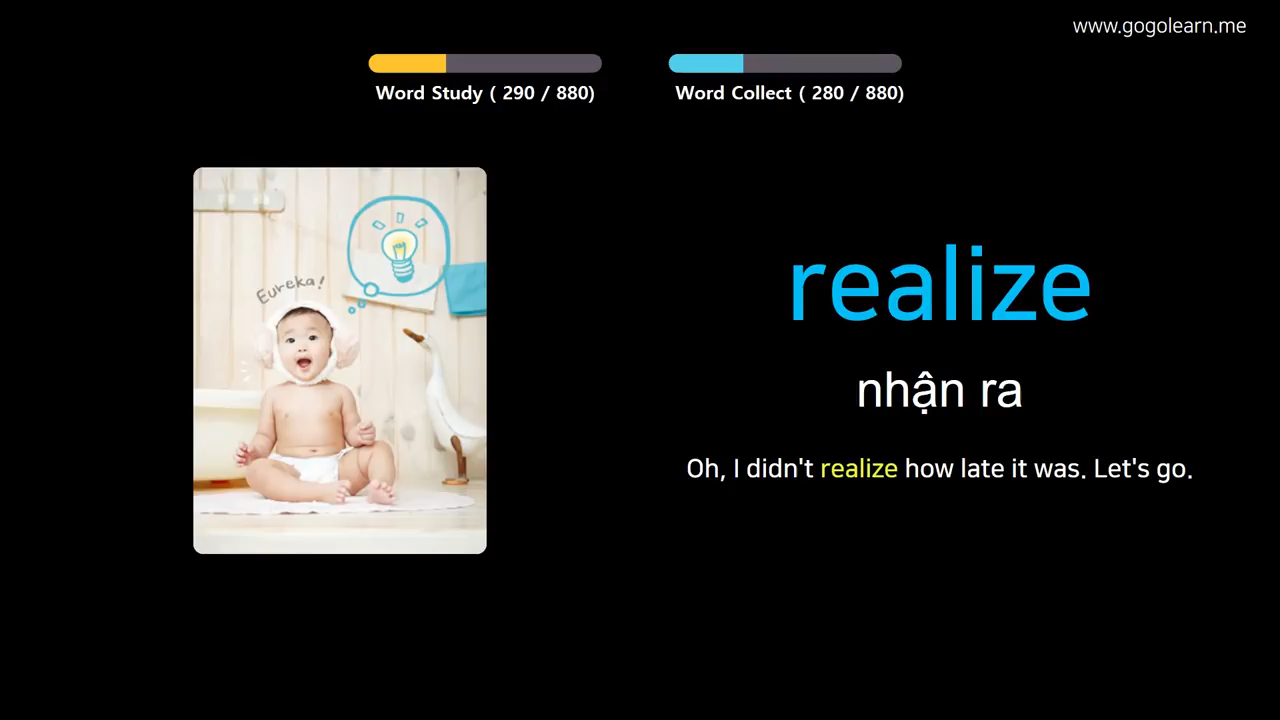 www.gogolearn.me
Word Study ( 290 / 880)
Word Collect ( 280 / 880)
Eureka!
realize
nhận ra
Oh, I didn't realize how late it was. Let's go.